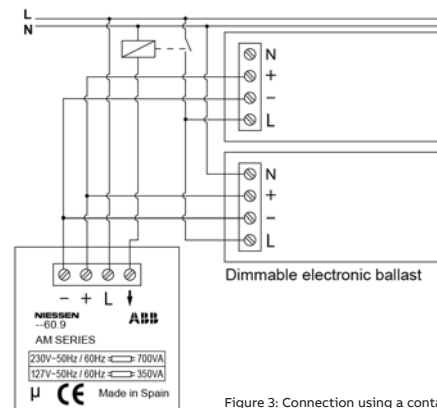 L
N
N
+
−
L
N
+
−
L
Dimmable electronic ballast
− + L
NIESSEN
--60.9
ABB
AM SERIES
230V~50Hz / 60Hz 700VA
127V~50Hz / 60Hz 350VA
µ CE Made in Spain
Figure 3: Connection using a conta